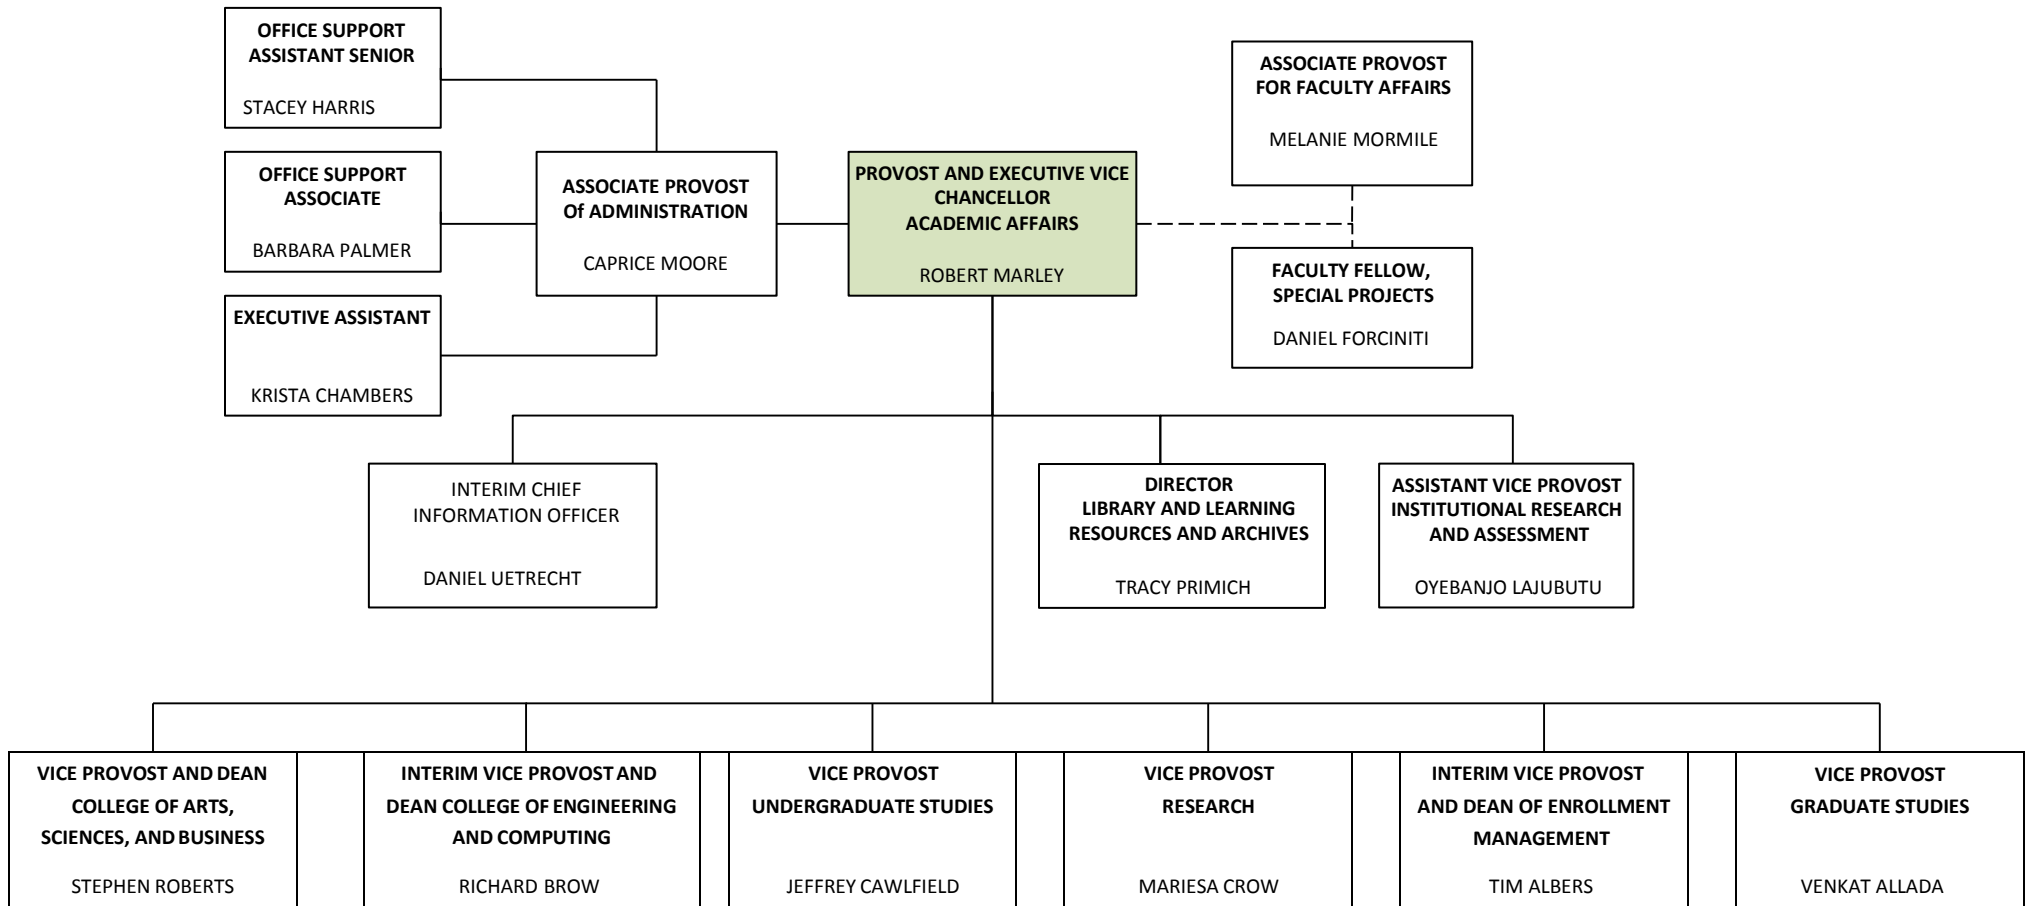 OFFICE SUPPORT
ASSISTANT SENIOR
STACEY HARRIS
OFFICE SUPPORT
ASSOCIATE
BARBARA PALMER
EXECUTIVE ASSISTANT
KRISTA CHAMBERS
ASSOCIATE PROVOST
Of ADMINISTRATION
CAPRICE MOORE
PROVOST AND EXECUTIVE VICE
CHANCELLOR
ACADEMIC AFFAIRS
ROBERT MARLEY
ASSOCIATE PROVOST
FOR FACULTY AFFAIRS
MELANIE MORMILE
FACULTY FELLOW,
SPECIAL PROJECTS
DANIEL FORCINITI
INTERIM CHIEF
INFORMATION OFFICER
DANIEL UETRECHT
DIRECTOR
LIBRARY AND LEARNING
RESOURCES AND ARCHIVES
TRACY PRIMICH
ASSISTANT VICE PROVOST
INSTITUTIONAL RESEARCH
AND ASSESSMENT
OYEBANJO LAJUBUTU
VICE PROVOST AND DEAN
COLLEGE OF ARTS,
SCIENCES, AND BUSINESS
STEPHEN ROBERTS
INTERIM VICE PROVOST AND
DEAN COLLEGE OF ENGINEERING
AND COMPUTING
RICHARD BROW
VICE PROVOST
UNDERGRADUATE STUDIES
JEFFREY CAWLFIELD
VICE PROVOST
RESEARCH
MARIESA CROW
INTERIM VICE PROVOST
AND DEAN OF ENROLLMENT
MANAGEMENT
TIM ALBERS
VICE PROVOST
GRADUATE STUDIES
VENKAT ALLADA